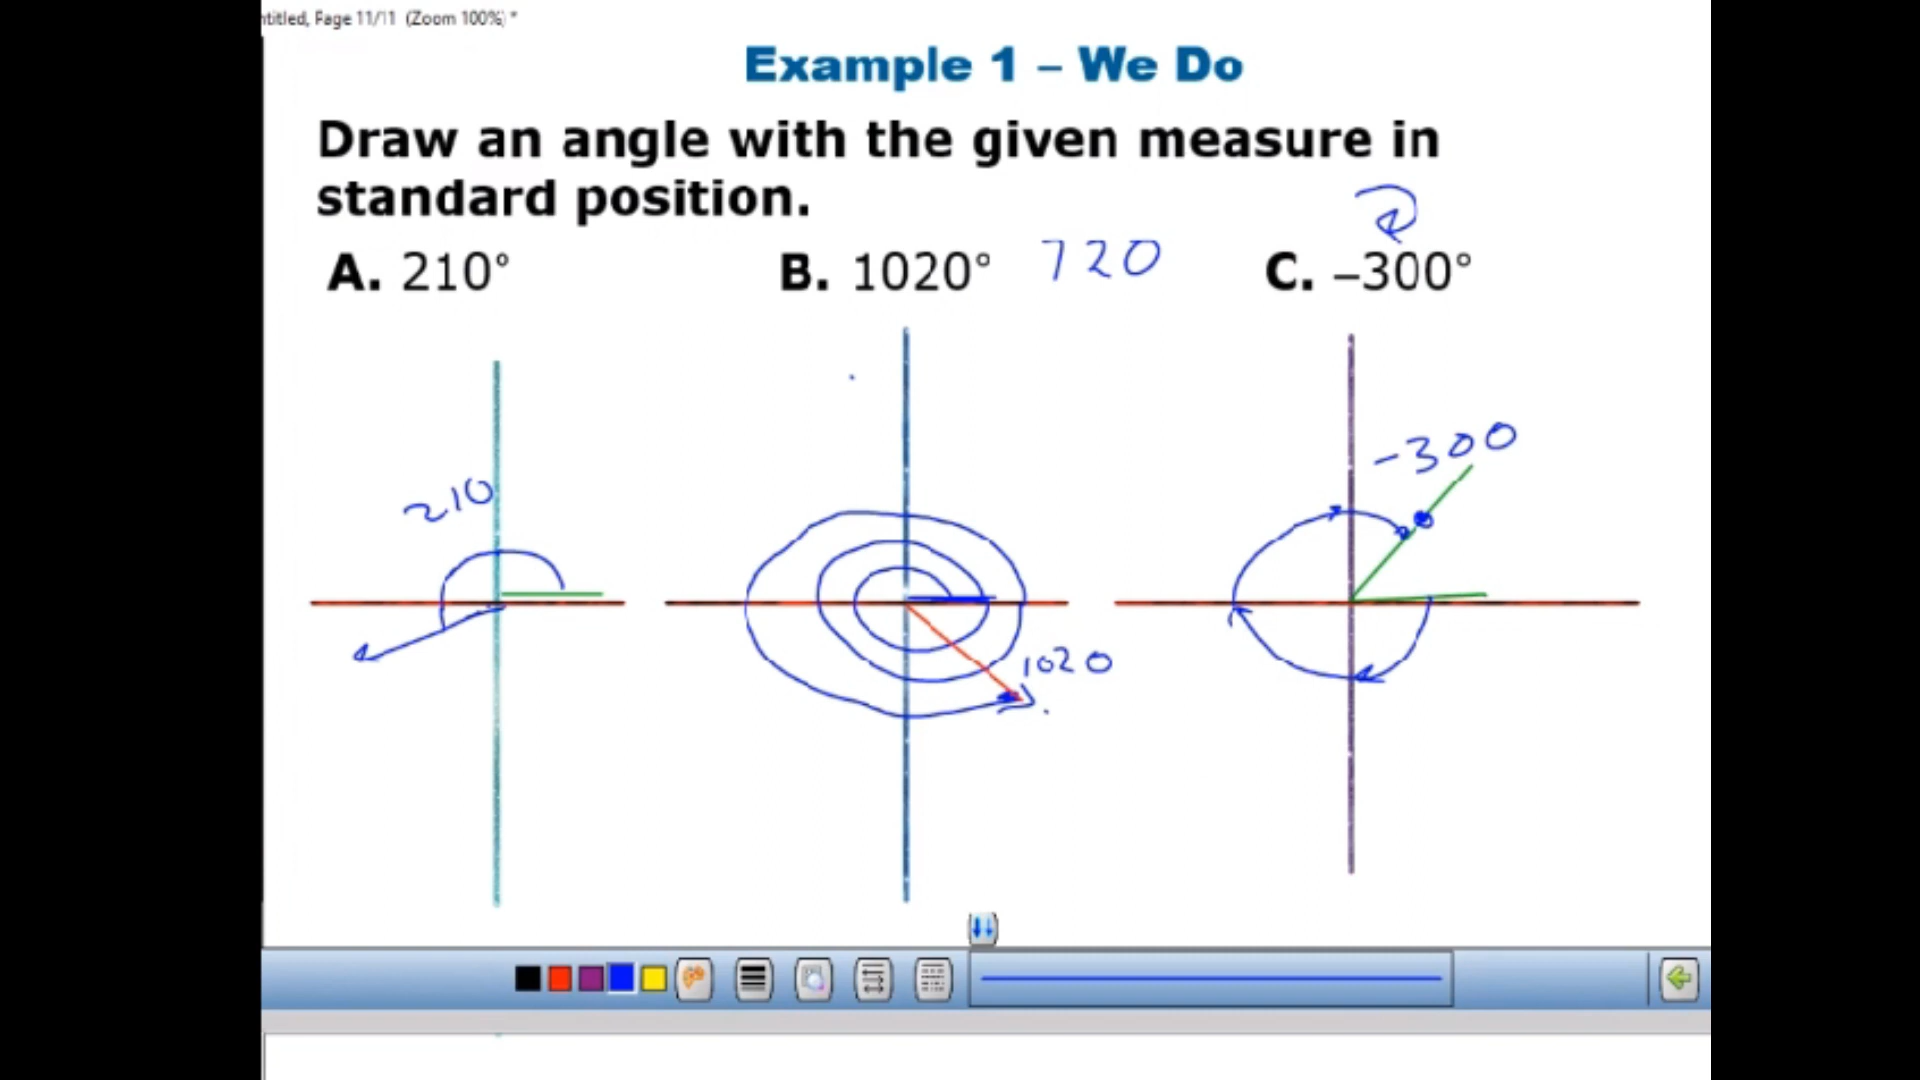 ntitled, Page 11/11 (Zoom 100%) *
Example 1 – We Do
Draw an angle with the given measure in
standard position.
A. 210° B. 1020° 720 C. –300°
210
1020
-300